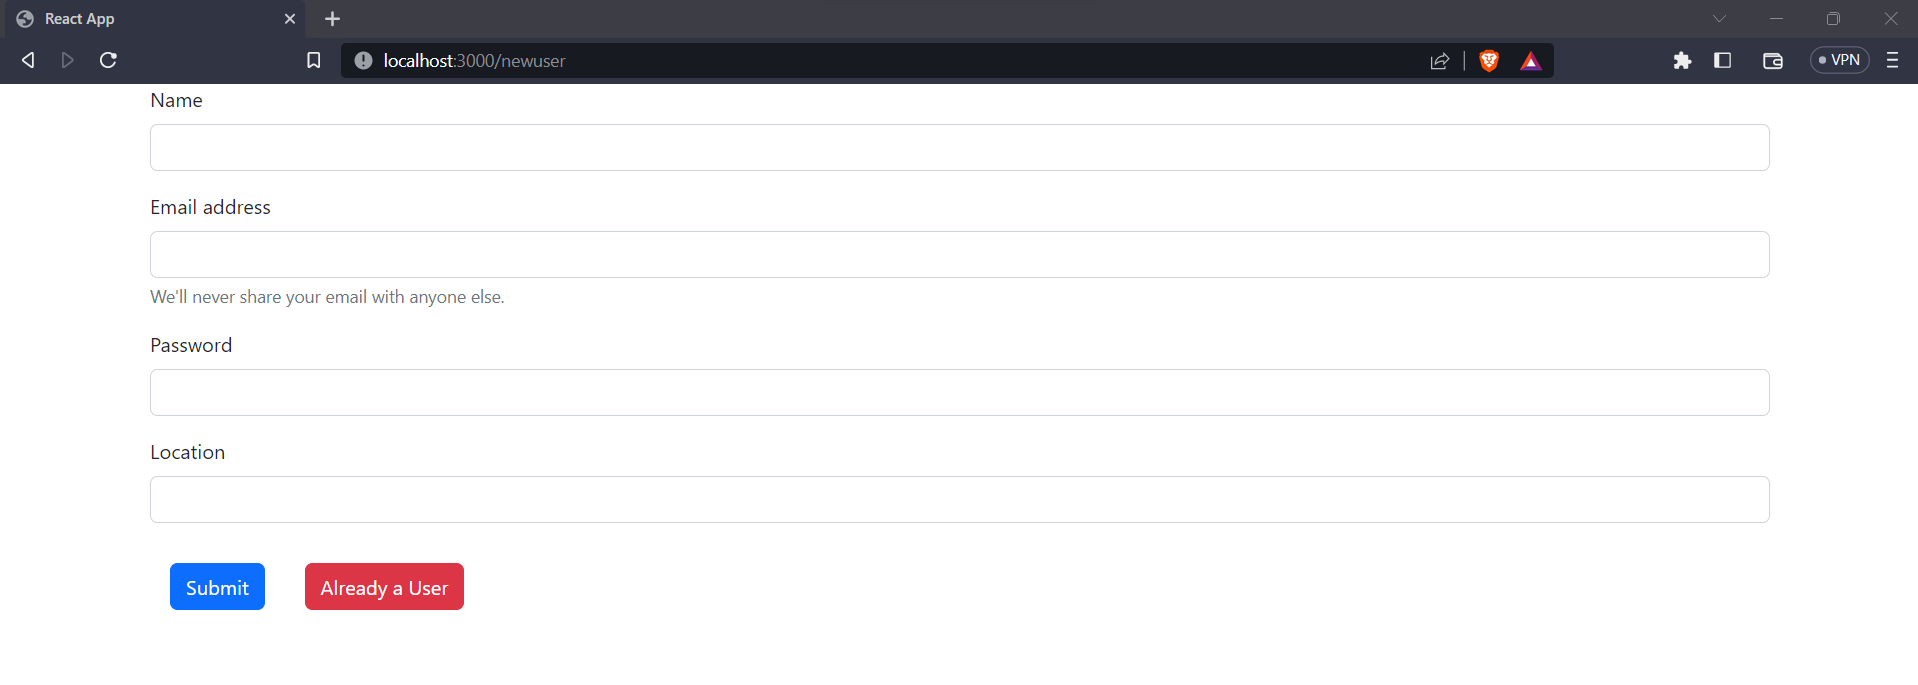 React App
localhost:3000/newuser
VPN
Name
Email address
We'll never share your email with anyone else.
Password
Location
Submit
Already a User